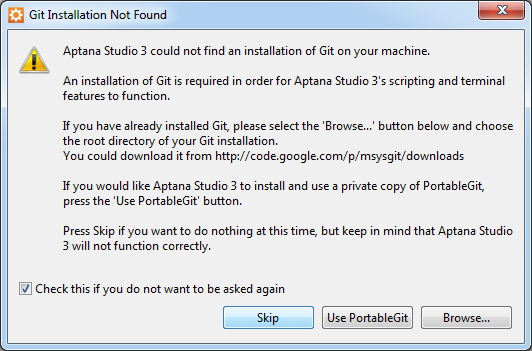 Git Installation Not Found
Aptana Studio 3 could not find an installation of Git on your machine.
An installation of Git is required in order for Aptana Studio 3's scripting and terminal
features to function.
If you have already installed Git, please select the 'Browse...' button below and choose
the root directory of your Git installation.
You could download it from http://code.google.com/p/msysgit/downloads
If you would like Aptana Studio 3 to install and use a private copy of PortableGit,
press the 'Use PortableGit' button.
Press Skip if you want to do nothing at this time, but keep in mind that Aptana Studio
3 will not function correctly.
Check this if you do not want to be asked again
Skip
Use PortableGit
Browse...